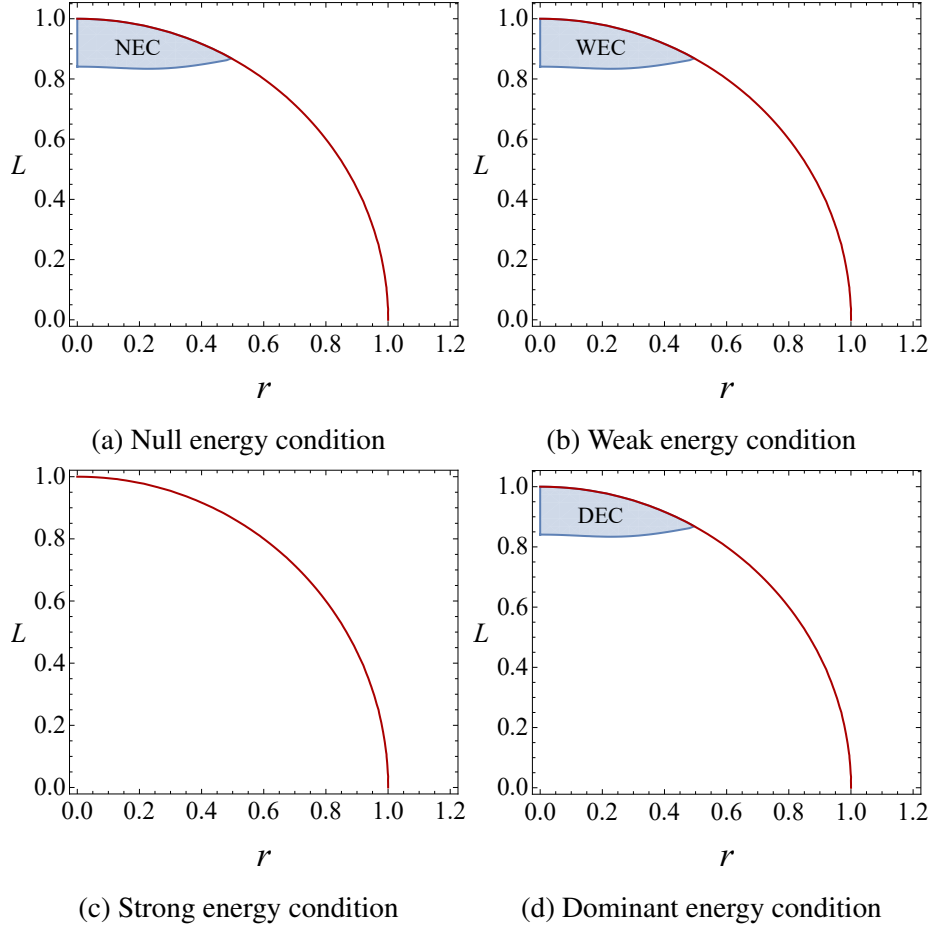 1.0
0.8
0.6
0.4
0.2
0.0
L
NEC
0.0 0.2 0.4 0.6 0.8 1.0 1.2
r
(a) Null energy condition
1.0
0.8
0.6
0.4
0.2
0.0
L
WEC
0.0 0.2 0.4 0.6 0.8 1.0 1.2
r
(b) Weak energy condition
1.0
0.8
0.6
0.4
0.2
0.0
L
0.0 0.2 0.4 0.6 0.8 1.0 1.2
r
(c) Strong energy condition
1.0
0.8
0.6
0.4
0.2
0.0
L
DEC
0.0 0.2 0.4 0.6 0.8 1.0 1.2
r
(d) Dominant energy condition